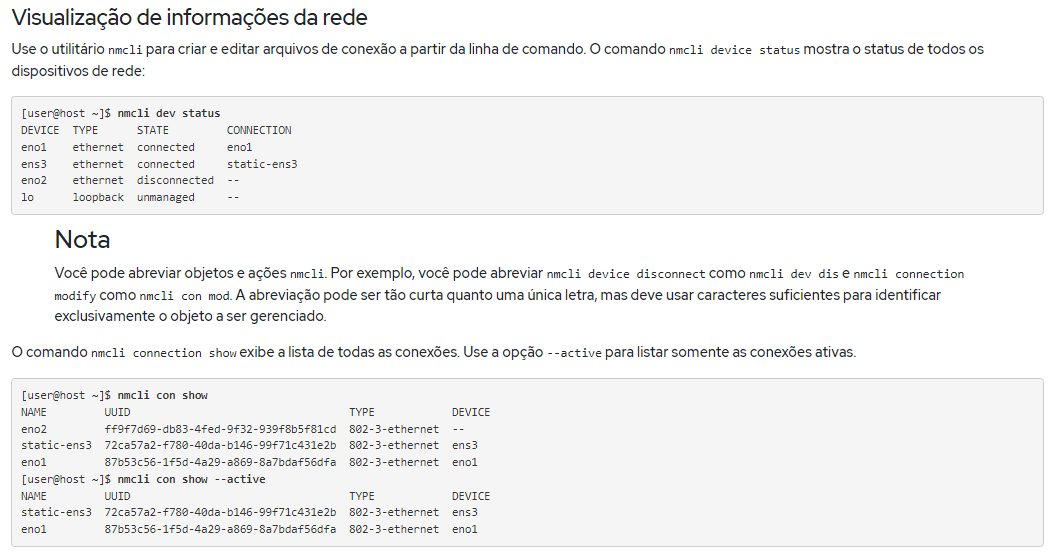 Visualização de informações da rede
Use o utilitário nmcli para criar e editar arquivos de conexão a partir da linha de comando. O comando nmcli device status mostra o status de todos os
dispositivos de rede:
[user@host ~]$ nmcli dev status
DEVICE  TYPE      STATE         CONNECTION
eno1    ethernet  connected     eno1
ens3    ethernet  connected     static-ens3
eno2    ethernet  disconnected  --
lo      loopback  unmanaged     --
Nota
Você pode abreviar objetos e ações nmcli. Por exemplo, você pode abreviar nmcli device disconnect como nmcli dev dis e nmcli connection
modify como nmcli con mod. A abreviação pode ser tão curta quanto uma única letra, mas deve usar caracteres suficientes para identificar
exclusivamente o objeto a ser gerenciado.
O comando nmcli connection show exibe a lista de todas as conexões. Use a opção --active para listar somente as conexões ativas.
[user@host ~]$ nmcli con show
NAME         UUID                                  TYPE            DEVICE
eno2         ff9f7d69-db83-4fed-9f32-939f8b5f81cd  802-3-ethernet  --
static-ens3  72ca57a2-f780-40da-b146-99f71c431e2b  802-3-ethernet  ens3
eno1         87b53c56-1f5d-4a29-a869-8a7bdaf56dfa  802-3-ethernet  eno1
[user@host ~]$ nmcli con show --active
NAME         UUID                                  TYPE            DEVICE
static-ens3  72ca57a2-f780-40da-b146-99f71c431e2b  802-3-ethernet  ens3
eno1         87b53c56-1f5d-4a29-a869-8a7bdaf56dfa  802-3-ethernet  eno1